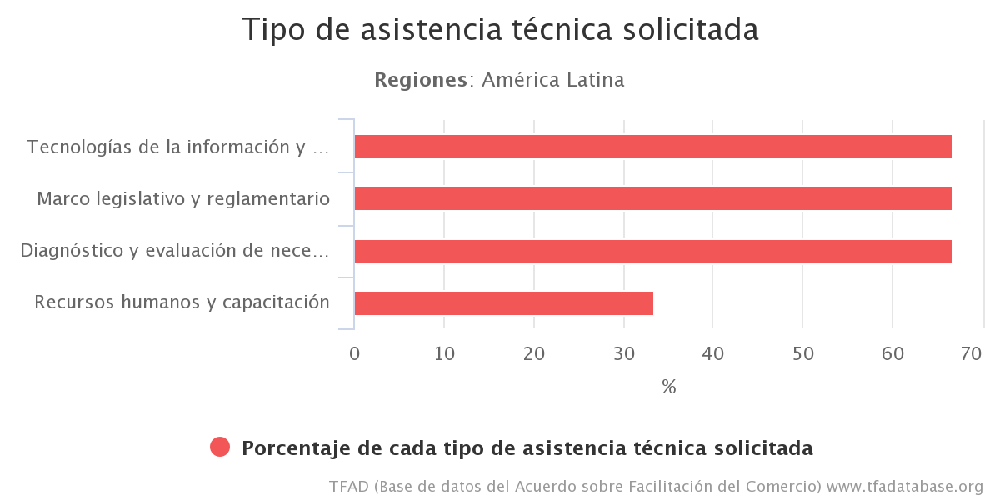 Tipo de asistencia técnica solicitada
Regiones: América Latina
Tecnologías de la información y ...
Marco legislativo y reglamentario
Diagnóstico y evaluación de nece...
Recursos humanos y capacitación
0 10 20 30 40 50 60 70
%
Porcentaje de cada tipo de asistencia técnica solicitada
TFAD (Base de datos del Acuerdo sobre Facilitación del Comercio) www.tfadatabase.org